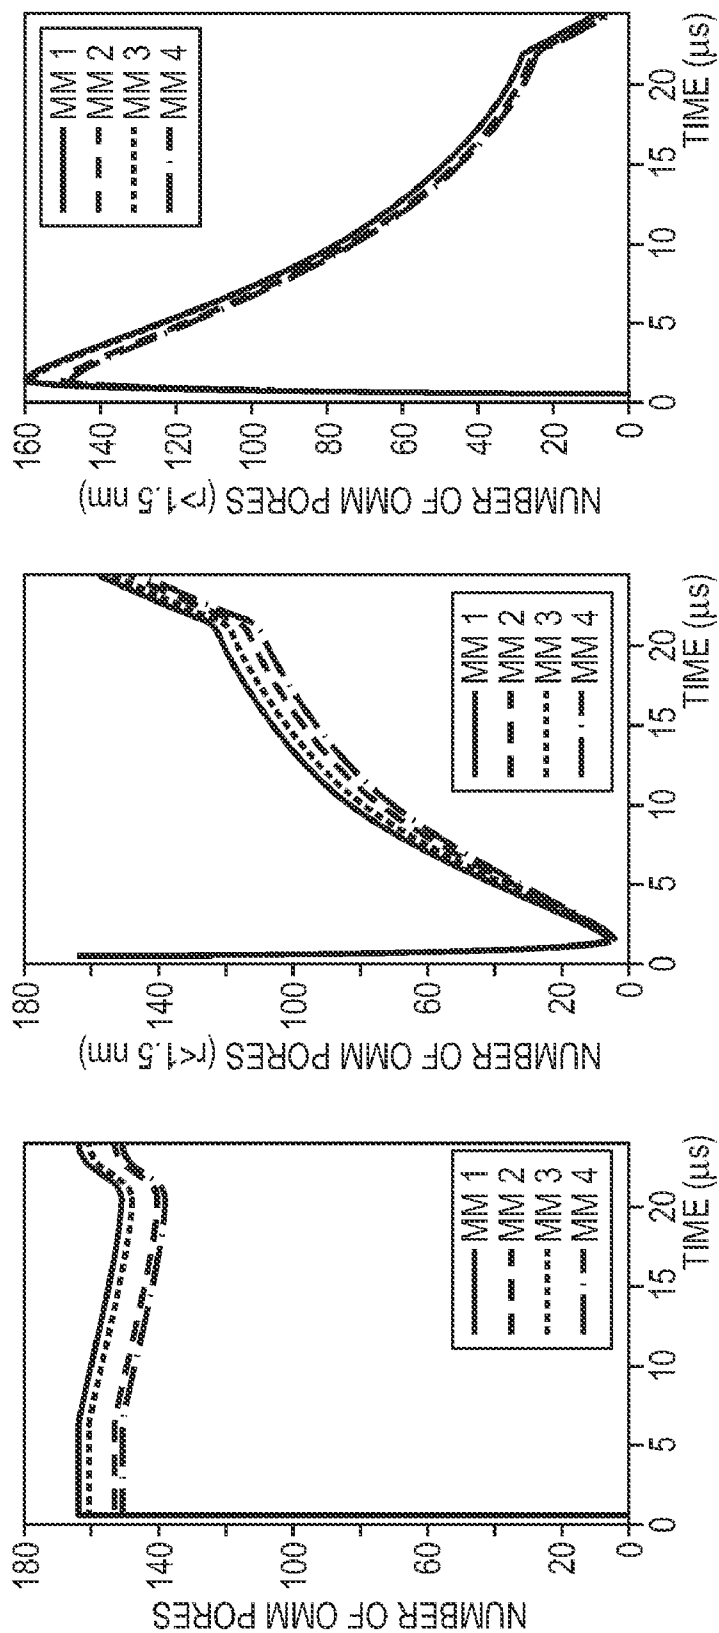 NUMBER OF OMM PORES
180
140
100
60
20
0
0
5
10
15
20
TIME (µs)
MM 1
MM 2
MM 3
MM 4
NUMBER OF OMM PORES (r<1.5 nm)
180
140
100
60
20
0
0
5
10
15
20
TIME (µs)
MM 1
MM 2
MM 3
MM 4
NUMBER OF OMM PORES (r>1.5 nm)
160
140
120
100
80
60
40
20
0
0
5
10
15
20
TIME (µs)
MM 1
MM 2
MM 3
MM 4